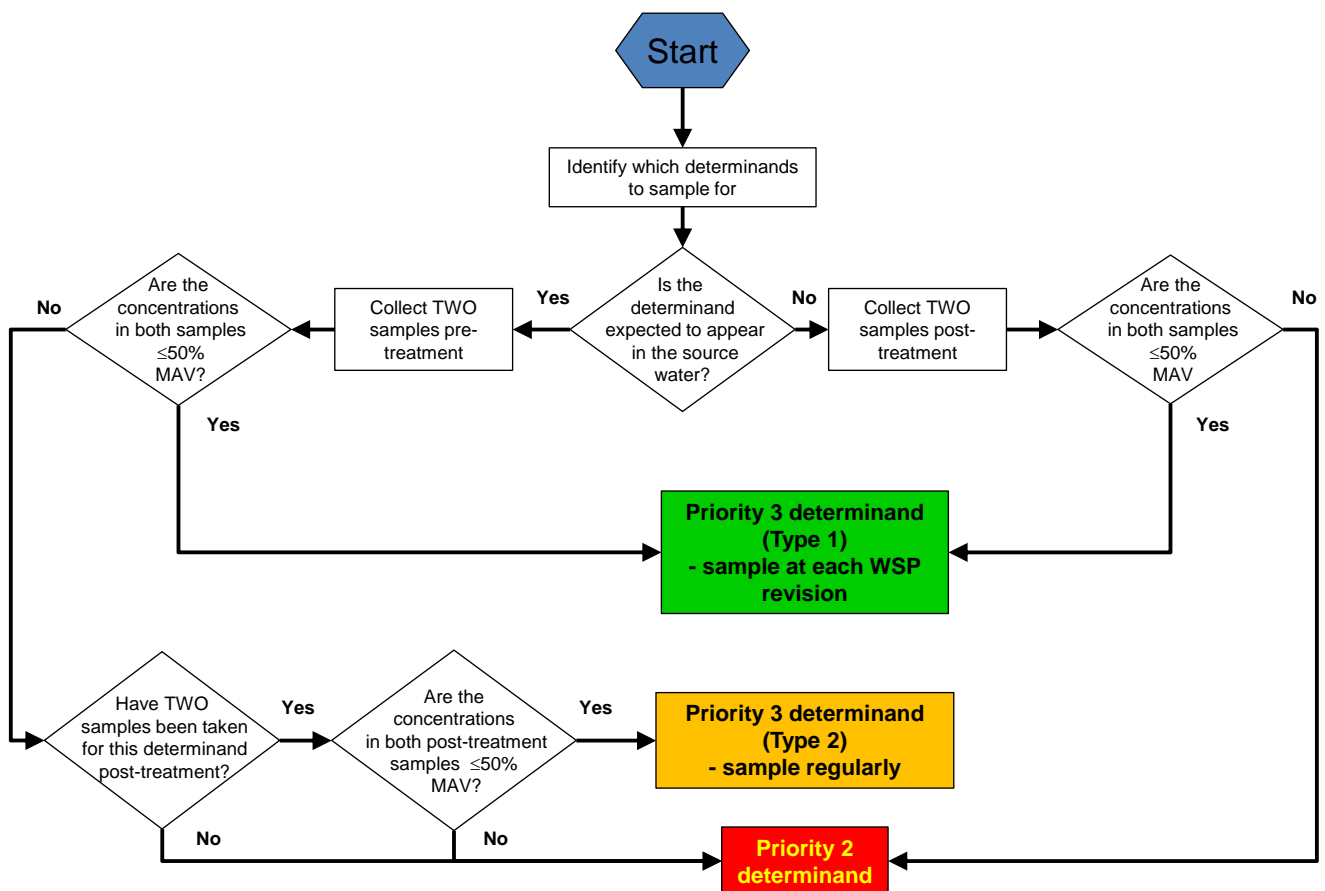 Start
Identify which determinands
to sample for
No
Are the
concentrations
in both samples
≤50%
MAV?
Collect TWO
samples pre-
treatment
Yes
Is the
determinand
expected to appear
in the source
water?
No
Collect TWO
samples post-
treatment
Are the
concentrations
in both samples
≤50%
MAV
No
Yes
Yes
Priority 3 determinand
(Type 1)
- sample at each WSP
revision
Have TWO
samples been taken
for this determinand
post-treatment?
Yes
Are the
concentrations
in both post-treatment
samples ≤50%
MAV?
Yes
Priority 3 determinand
(Type 2)
- sample regularly
No
No
Priority 2
determinand